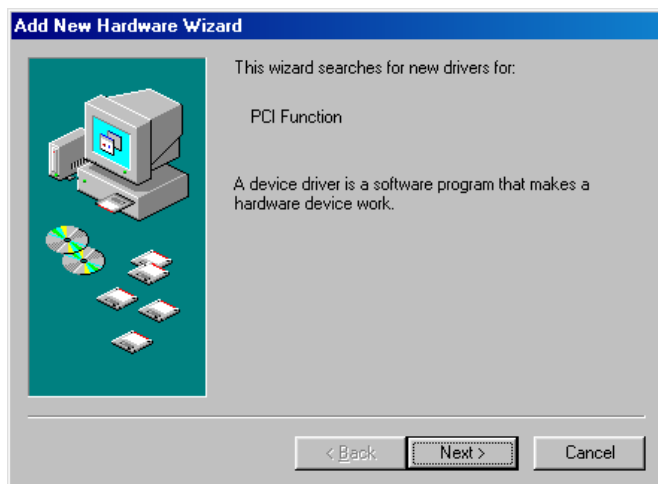 Add New Hardware Wizard
This wizard searches for new drivers for:
PCI Function
A device driver is a software program that makes a
hardware device work.
< Back
Next >
Cancel